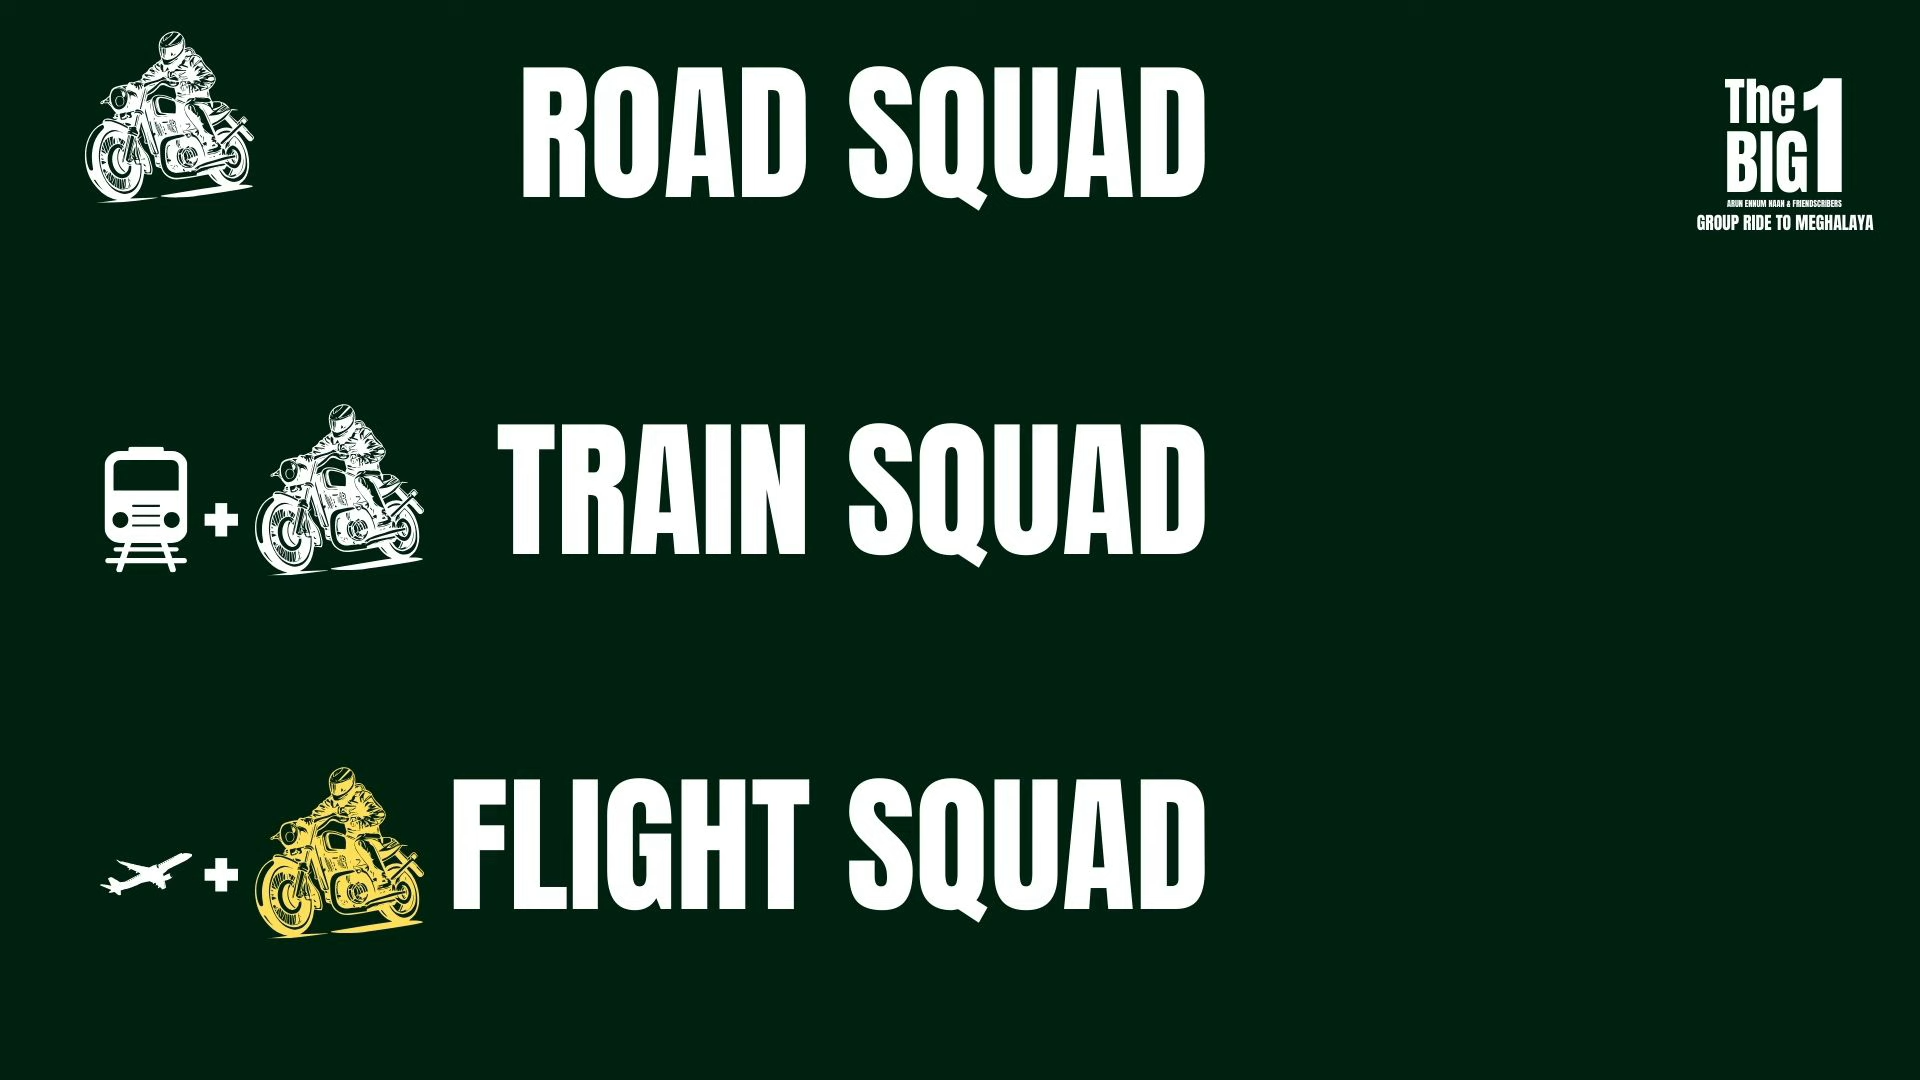 ROAD SQUAD
The
BIG 1
ARUN ENNUM NAAN & FRIENDSCRIBERS
GROUP RIDE TO MEGHALAYA
TRAIN SQUAD
FLIGHT SQUAD